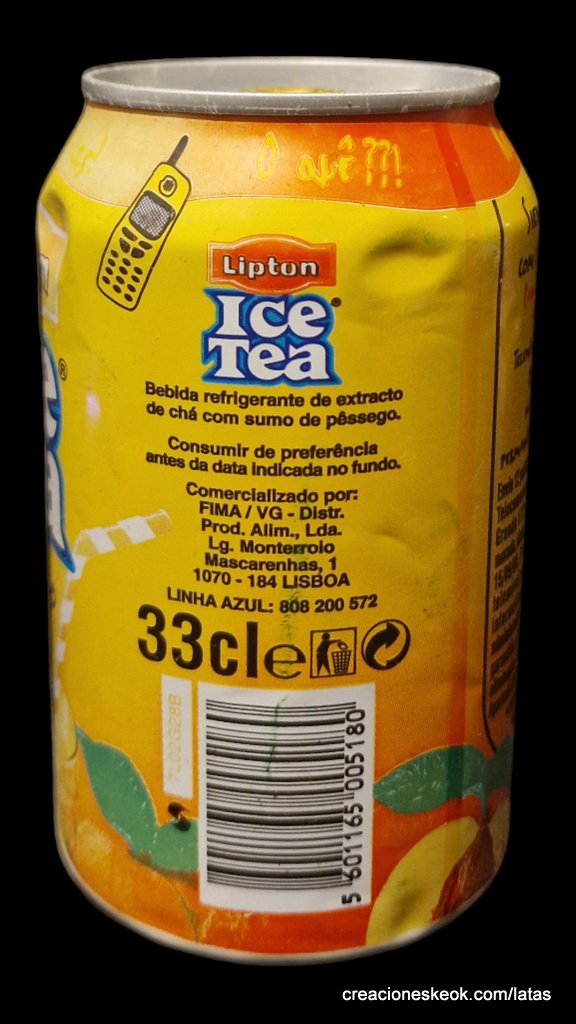 O quê???!
Lipton
Ice
Tea
Bebida refrigerante de extracto
de chá com sumo de pêssego.
Consumir de preferência
antes da data indicada no fundo.
Comercializado por:
FIMA / VG - Distr.
Prod. Alim., Lda.
Lg. Monterroio
Mascarenhas, 1
1070 - 184 LISBOA
LINHA AZUL: 808 200 572
33cl e
7L02G28B
5 601165 005180
creacioneskeok.com/latas